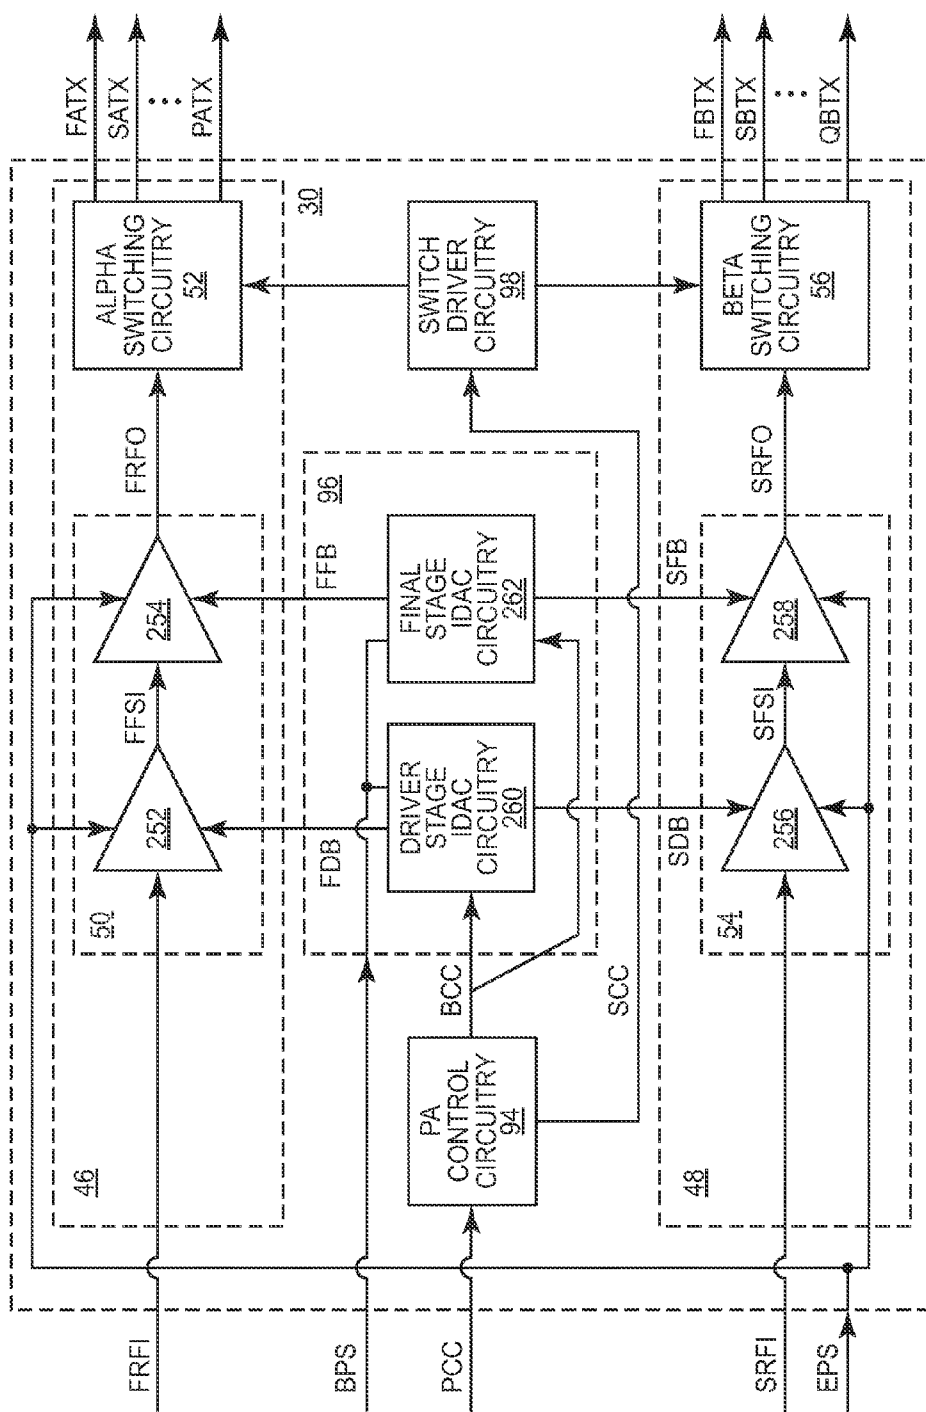 FATX
SATX
PATX
FBTX
SBTX
QBTX
ALPHA
SWITCHING
CIRCUITRY
52
30
SWITCH
DRIVER
CIRCUITRY
98
BETA
SWITCHING
CIRCUITRY
56
FRFO
SRFO
96
254
FFB
FINAL
STAGE
IDAC
CIRCUITRY
262
SFB
258
FFSI
SFSI
252
FDB
DRIVER
STAGE
IDAC
CIRCUITRY
260
SDB
256
50
54
BCC
SCC
46
PA
CONTROL
CIRCUITRY
94
48
FRFI
BPS
PCC
SRFI
EPS